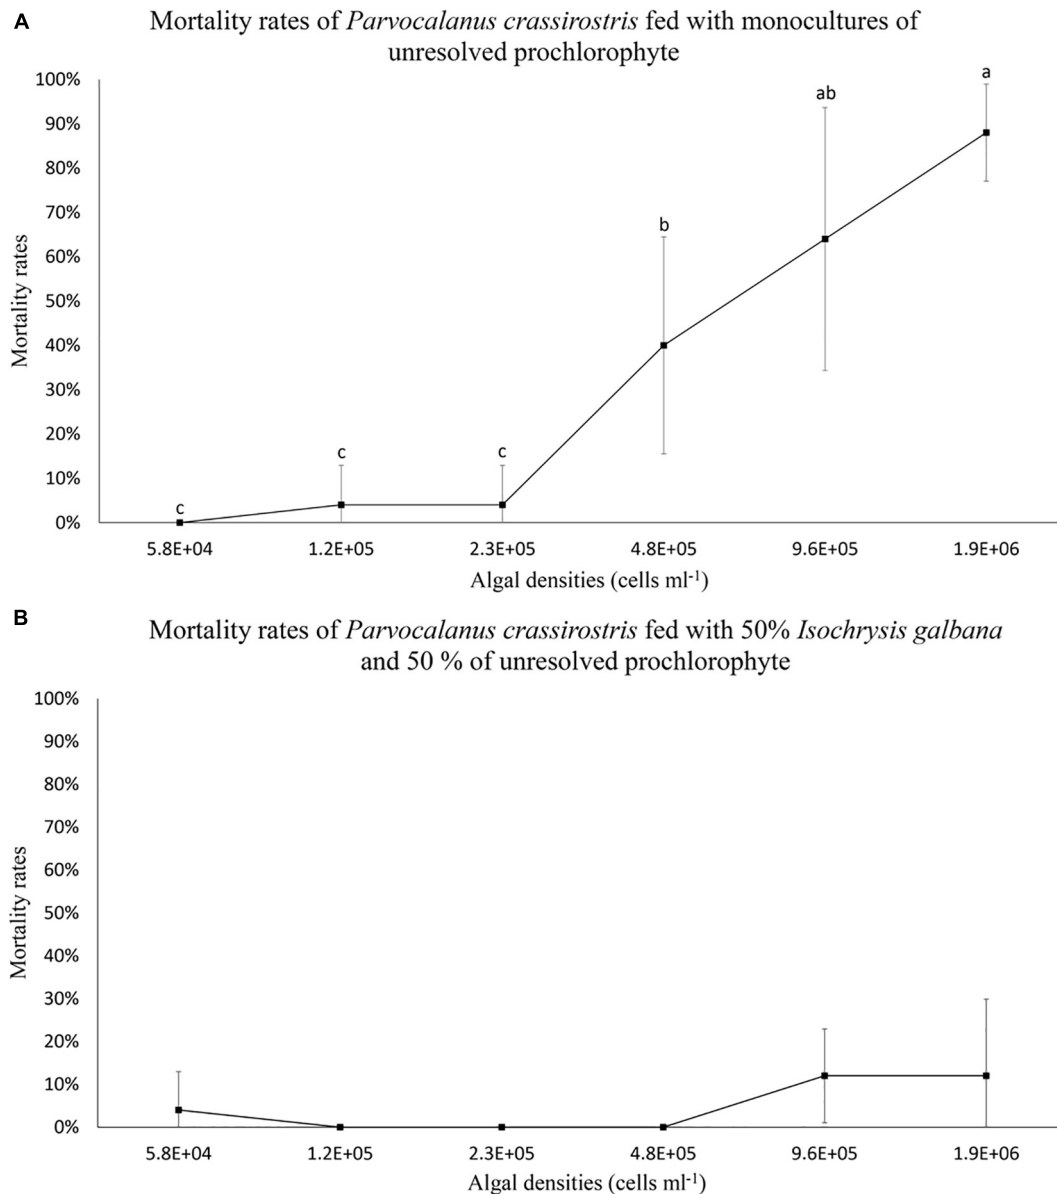 A
Mortality rates of Parvocalanus crassirostris fed with monocultures of
unresolved prochlorophyte
100%
90%
80%
70%
60%
50%
40%
30%
20%
10%
0%
Mortality rates
c
c
c
b
ab
a
5.8E+04 1.2E+05 2.3E+05 4.8E+05 9.6E+05 1.9E+06
Algal densities (cells ml-1)
B
Mortality rates of Parvocalanus crassirostris fed with 50% Isochrysis galbana
and 50 % of unresolved prochlorophyte
100%
90%
80%
70%
60%
50%
40%
30%
20%
10%
0%
Mortality rates
5.8E+04 1.2E+05 2.3E+05 4.8E+05 9.6E+05 1.9E+06
Algal densities (cells ml-1)